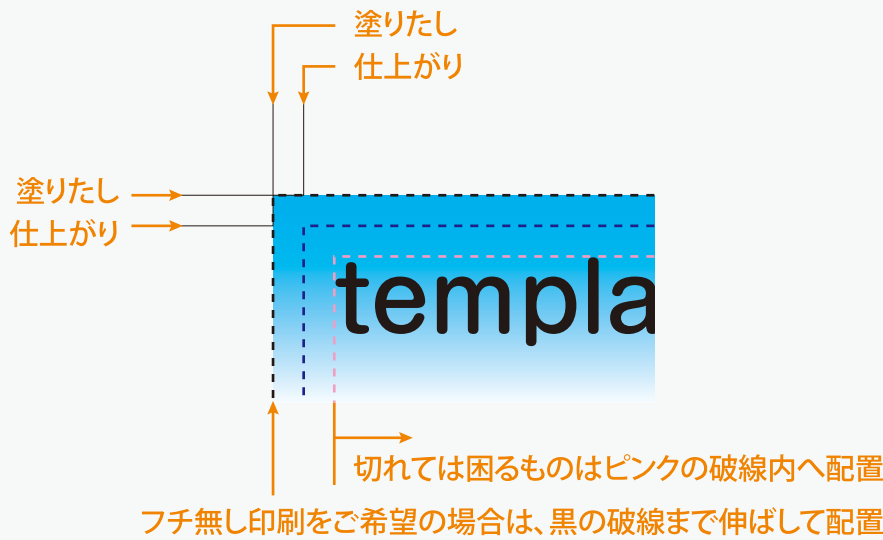 塗りたし
仕上がり
塗りたし
仕上がり
templa
切れては困るものはピンクの破線内へ配置
フチ無し印刷をご希望の場合は、黒の破線まで伸ばして配置